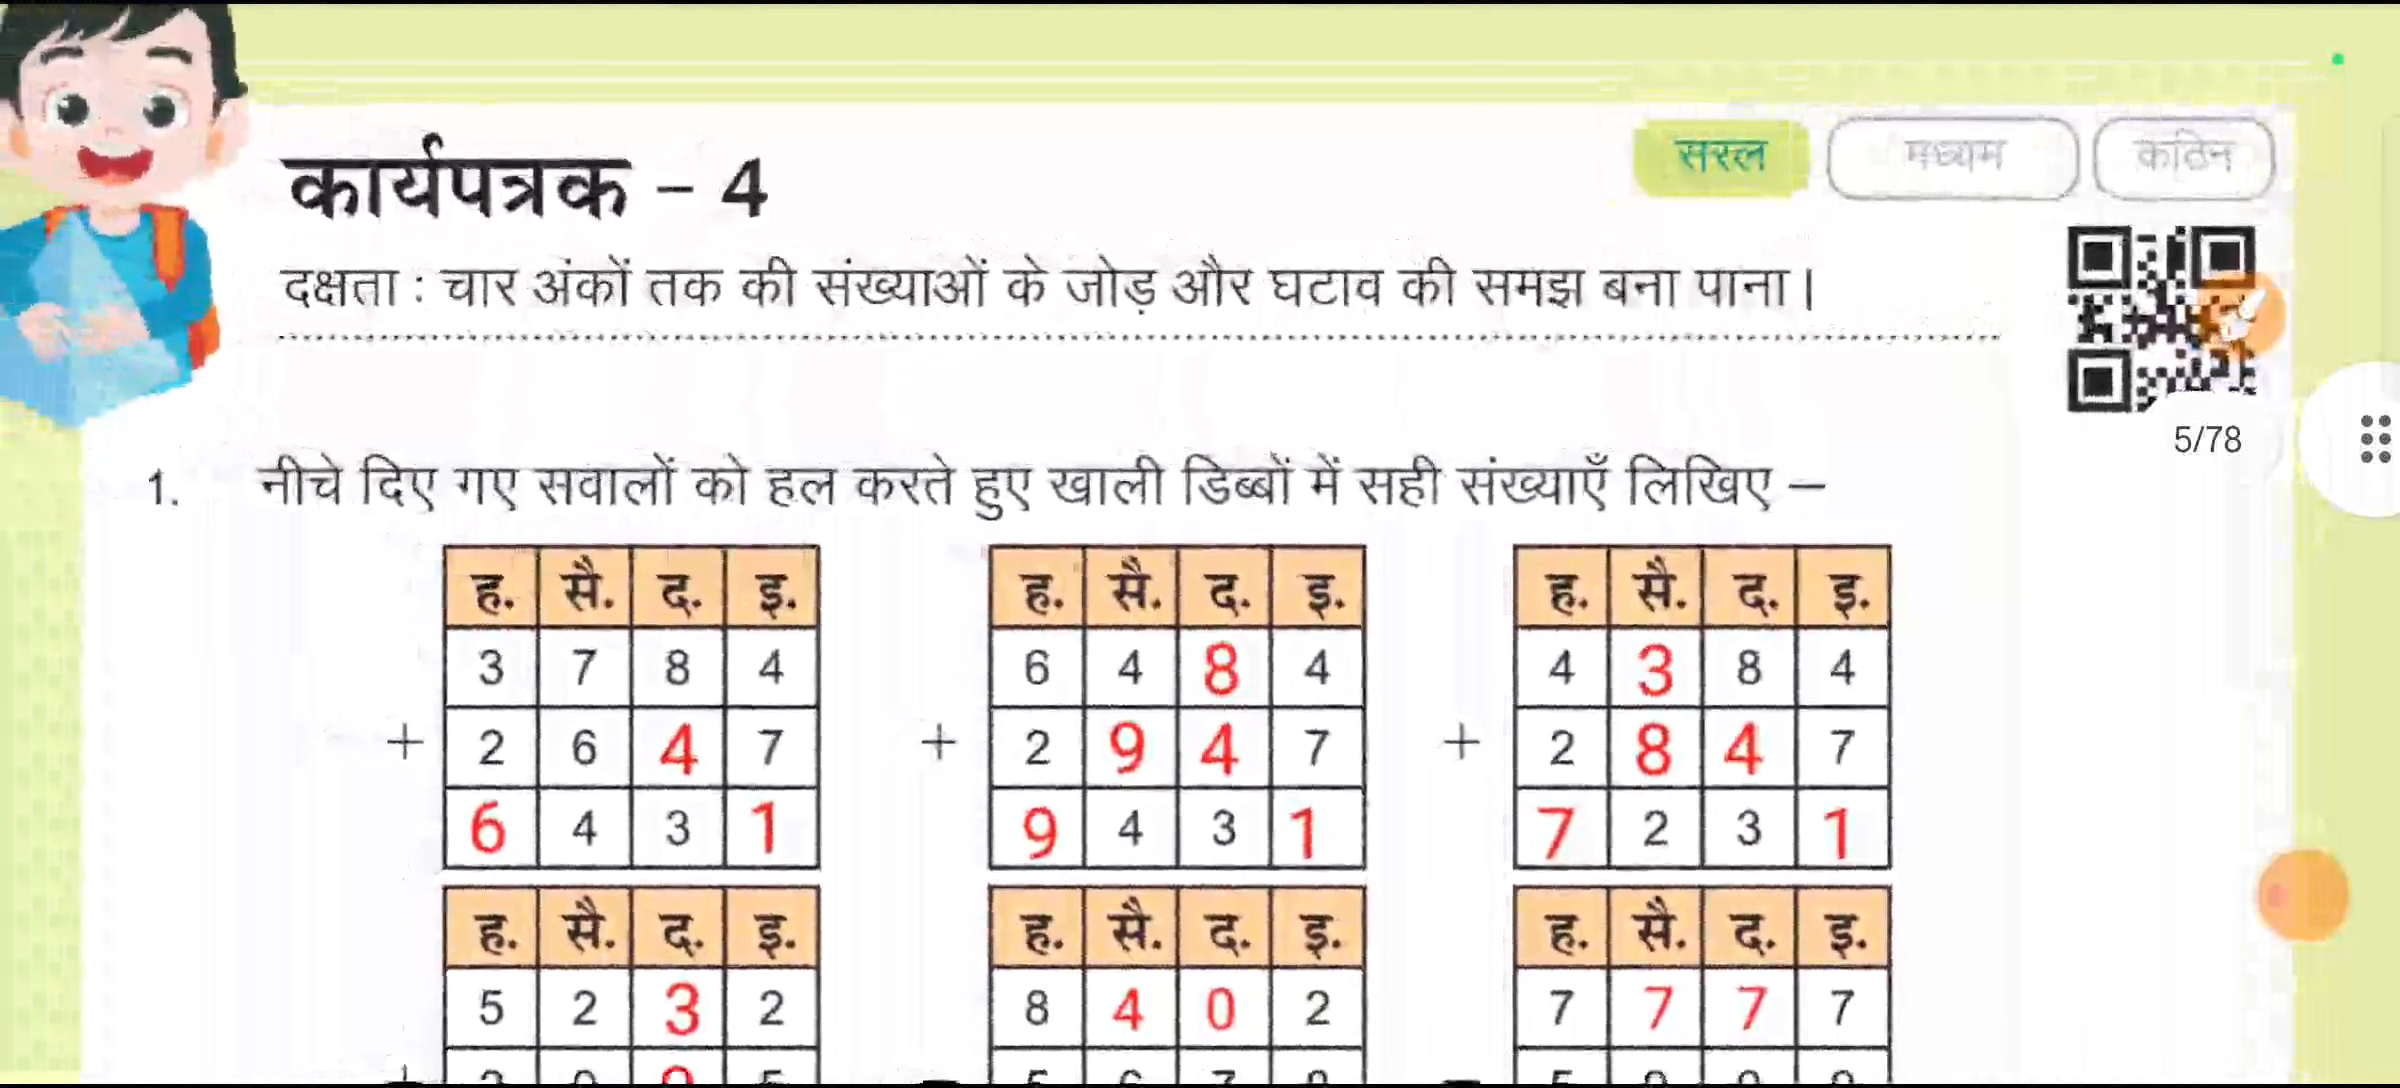 सरल मध्यम कठिन
कार्यपत्रक – 4
दक्षता : चार अंकों तक की संख्याओं के जोड़ और घटाव की समझ बना पाना।
5/78
1. नीचे दिए गए सवालों को हल करते हुए खाली डिब्बों में सही संख्याएँ लिखिए –
ह. सै. द. इ. ह. सै. द. इ. ह. सै. द. इ.
3 7 8 4 6 4 8 4 4 3 8 4
+ 2 6 4 7 + 2 9 4 7 + 2 8 4 7
6 4 3 1 9 4 3 1 7 2 3 1
ह. सै. द. इ. ह. सै. द. इ. ह. सै. द. इ.
5 2 3 2 8 4 0 2 7 7 7 7